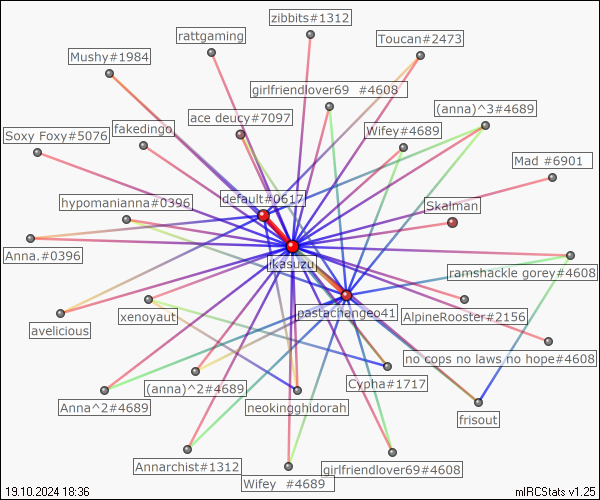 zibbits#1312
rattgaming
Toucan#2473
Mushy#1984
girlfriendlover69 #4608
(anna)^3#4689
ace deucy#7097
Soxy Foxy#5076
fakedingo
Wifey#4689
Mad #6901
default#0617
hypomanianna#0396
Skalman
Anna.#0396
jkasuzu
ramshackle gorey#4608
pastachangeo41
AlpineRooster#2156
avelicious
xenoyaut
no cops no laws no hope#4608
(anna)^2#4689
Cypha#1717
Anna^2#4689
neokingghidorah
frisout
Annarchist#1312
girlfriendlover69#4608
Wifey #4689
19.10.2024 18:36
mIRCStats v1.25